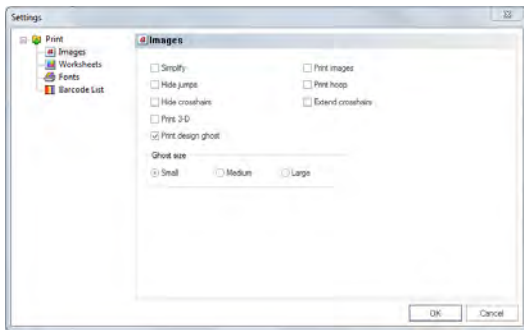 Settings
Print
Images
Worksheets
Fonts
Barcode List
Images
Simplify
Print images
Hide jumps
Print hoop
Hide crosshairs
Extend crosshairs
Print 3-D
Print design ghost
Ghost size
Small Medium Large
OK Cancel